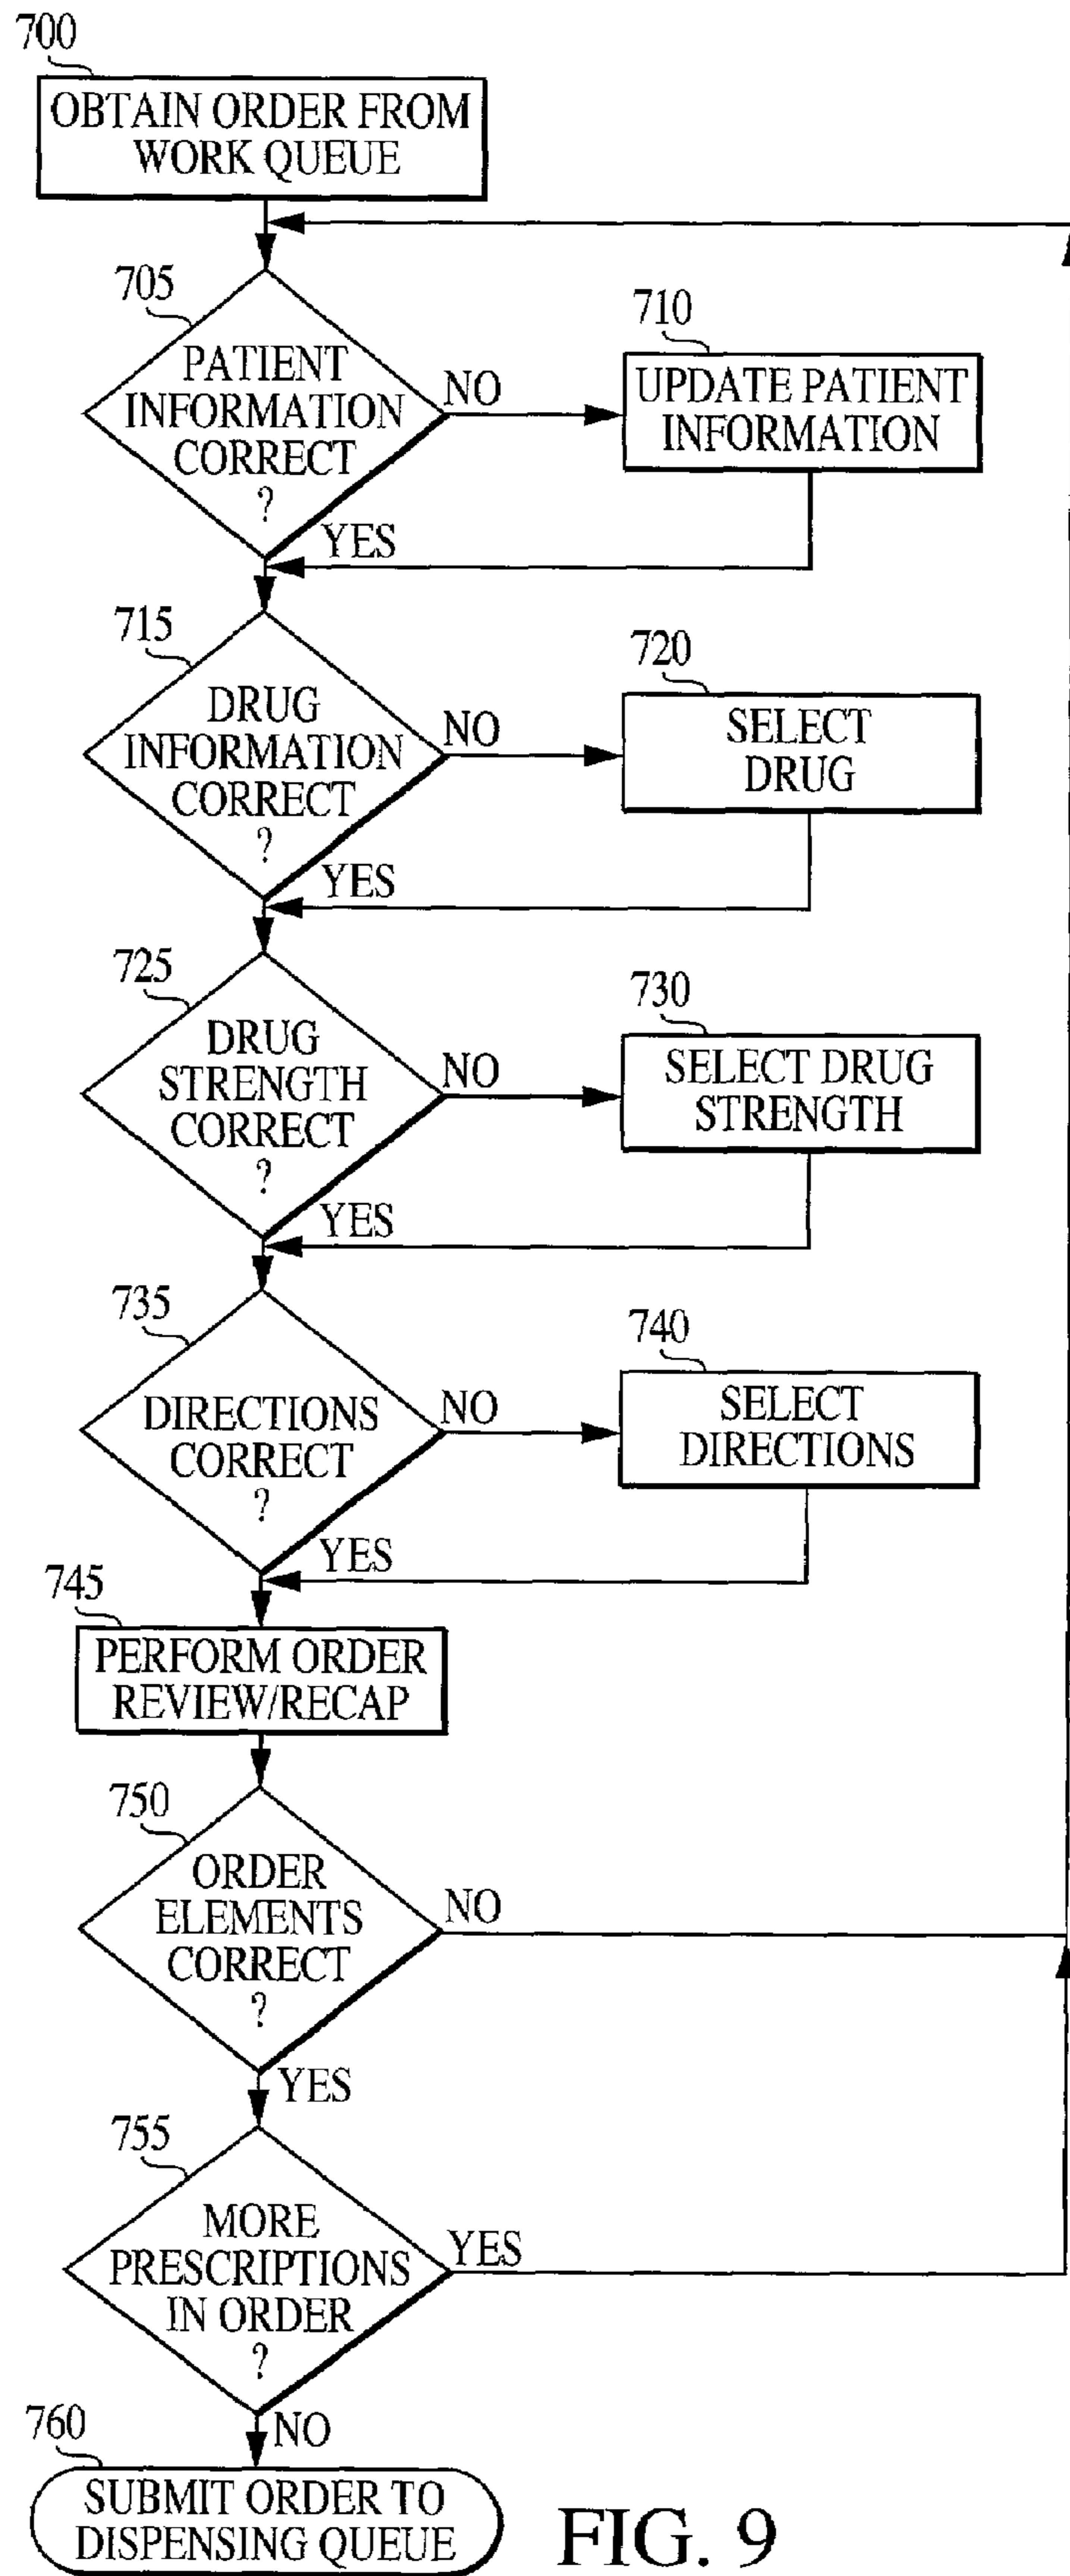 700
OBTAIN ORDER FROM
WORK QUEUE
705
PATIENT
INFORMATION
CORRECT
?
NO
YES
710
UPDATE PATIENT
INFORMATION
715
DRUG
INFORMATION
CORRECT
?
NO
YES
720
SELECT
DRUG
725
DRUG
STRENGTH
CORRECT
?
NO
YES
730
SELECT DRUG
STRENGTH
735
DIRECTIONS
CORRECT
?
NO
YES
740
SELECT
DIRECTIONS
745
PERFORM ORDER
REVIEW/RECAP
750
ORDER
ELEMENTS
CORRECT
?
NO
YES
755
MORE
PRESCRIPTIONS
IN ORDER
?
YES
NO
760
SUBMIT ORDER TO
DISPENSING QUEUE
FIG. 9